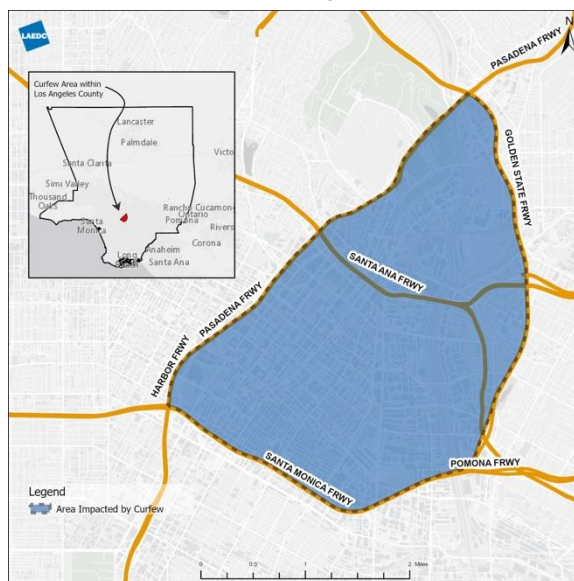 LAEDC
N
PASADENA FRWY
GOLDEN STATE FRWY
Curfew Area within
Los Angeles County
Lancaster
Palmdale
Victo
Santa Clarita
Simi Valley
Thousand
Oaks
Rancho Cucamong
Ontario
Pomona
Rivers
Santa
Monica
Anaheim
Corona
Long
Santa Ana
SANTA ANA FRWY
PASADENA FRWY
HARBOR FRWY
SANTA MONICA FRWY
POMONA FRWY
Legend
Area Impacted by Curfew
0 0.5 1 2 Miles